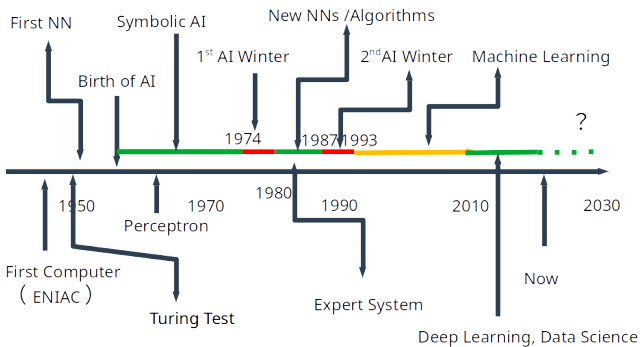 First NN
Symbolic AI
New NNs /Algorithms
1st AI Winter
2nd AI Winter
Machine Learning
Birth of AI
?
1974
1987
1993
1950
1970
1980
1990
2010
2030
Perceptron
First Computer
( ENIAC )
Turing Test
Expert System
Now
Deep Learning, Data Science